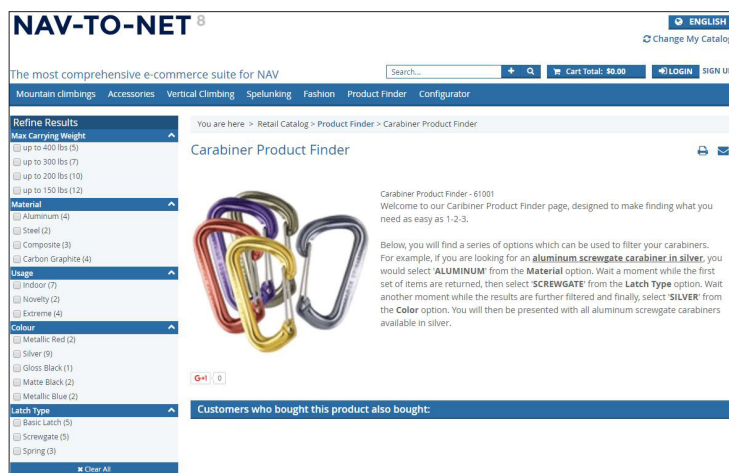 NAV-TO-NET 8
ENGLISH
Change My Catalog
The most comprehensive e-commerce suite for NAV
Search...
Cart Total: $0.00
LOGIN
SIGN U
Mountain climbings Accessories Vertical Climbing Spelunking Fashion Product Finder Configurator
Refine Results
Max Carrying Weight
up to 400 lbs (5)
up to 300 lbs (7)
up to 200 lbs (10)
up to 150 lbs (12)
Material
Aluminum (4)
Steel (2)
Composite (3)
Carbon Graphite (4)
Usage
Indoor (7)
Novelty (2)
Extreme (4)
Colour
Metallic Red (2)
Silver (9)
Gloss Black (1)
Matte Black (2)
Metallic Blue (2)
Latch Type
Basic Latch (5)
Screwgate (5)
Spring (3)
Clear All
You are here > Retail Catalog > Product Finder > Carabiner Product Finder
Carabiner Product Finder
Carabiner Product Finder - 61001
Welcome to our Caribiner Product Finder page, designed to make finding what you
need as easy as 1-2-3.
Below, you will find a series of options which can be used to filter your carabiners.
For example, if you are looking for an aluminum screwgate carabiner in silver, you
would select 'ALUMINUM' from the Material option. Wait a moment while the first
set of items are returned, then select 'SCREWGATE' from the Latch Type option. Wait
another moment while the results are further filtered and finally, select 'SILVER' from
the Color option. You will then be presented with all aluminum screwgate carabiners
available in silver.
G+1 0
Customers who bought this product also bought: